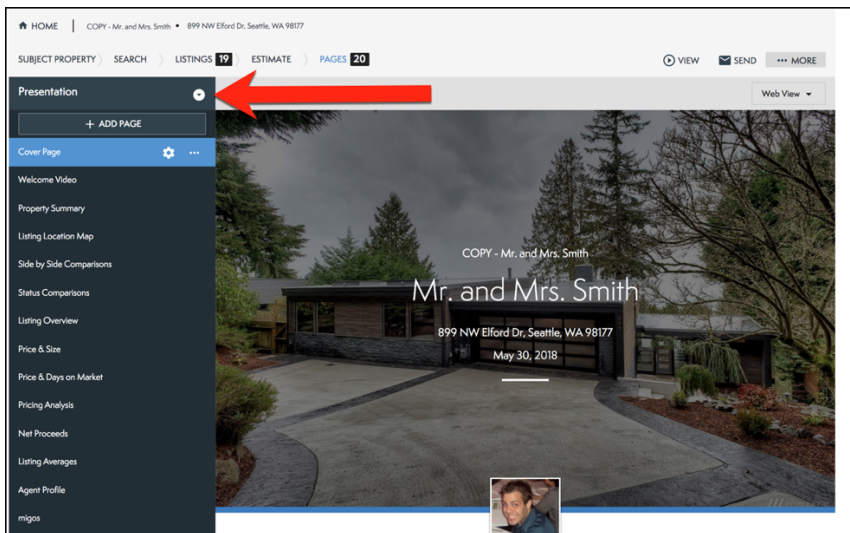 HOME | COPY - Mr. and Mrs. Smith • 899 NW Elford Dr, Seattle, WA 98177
SUBJECT PROPERTY SEARCH LISTINGS 19 ESTIMATE PAGES 20 VIEW SEND ••• MORE
Presentation
Web View
+ ADD PAGE
Cover Page
Welcome Video
Property Summary
Listing Location Map
Side by Side Comparisons
Status Comparisons
Listing Overview
Price & Size
Price & Days on Market
Pricing Analysis
Net Proceeds
Listing Averages
Agent Profile
migos
COPY - Mr. and Mrs. Smith
Mr. and Mrs. Smith
899 NW Elford Dr, Seattle, WA 98177
May 30, 2018